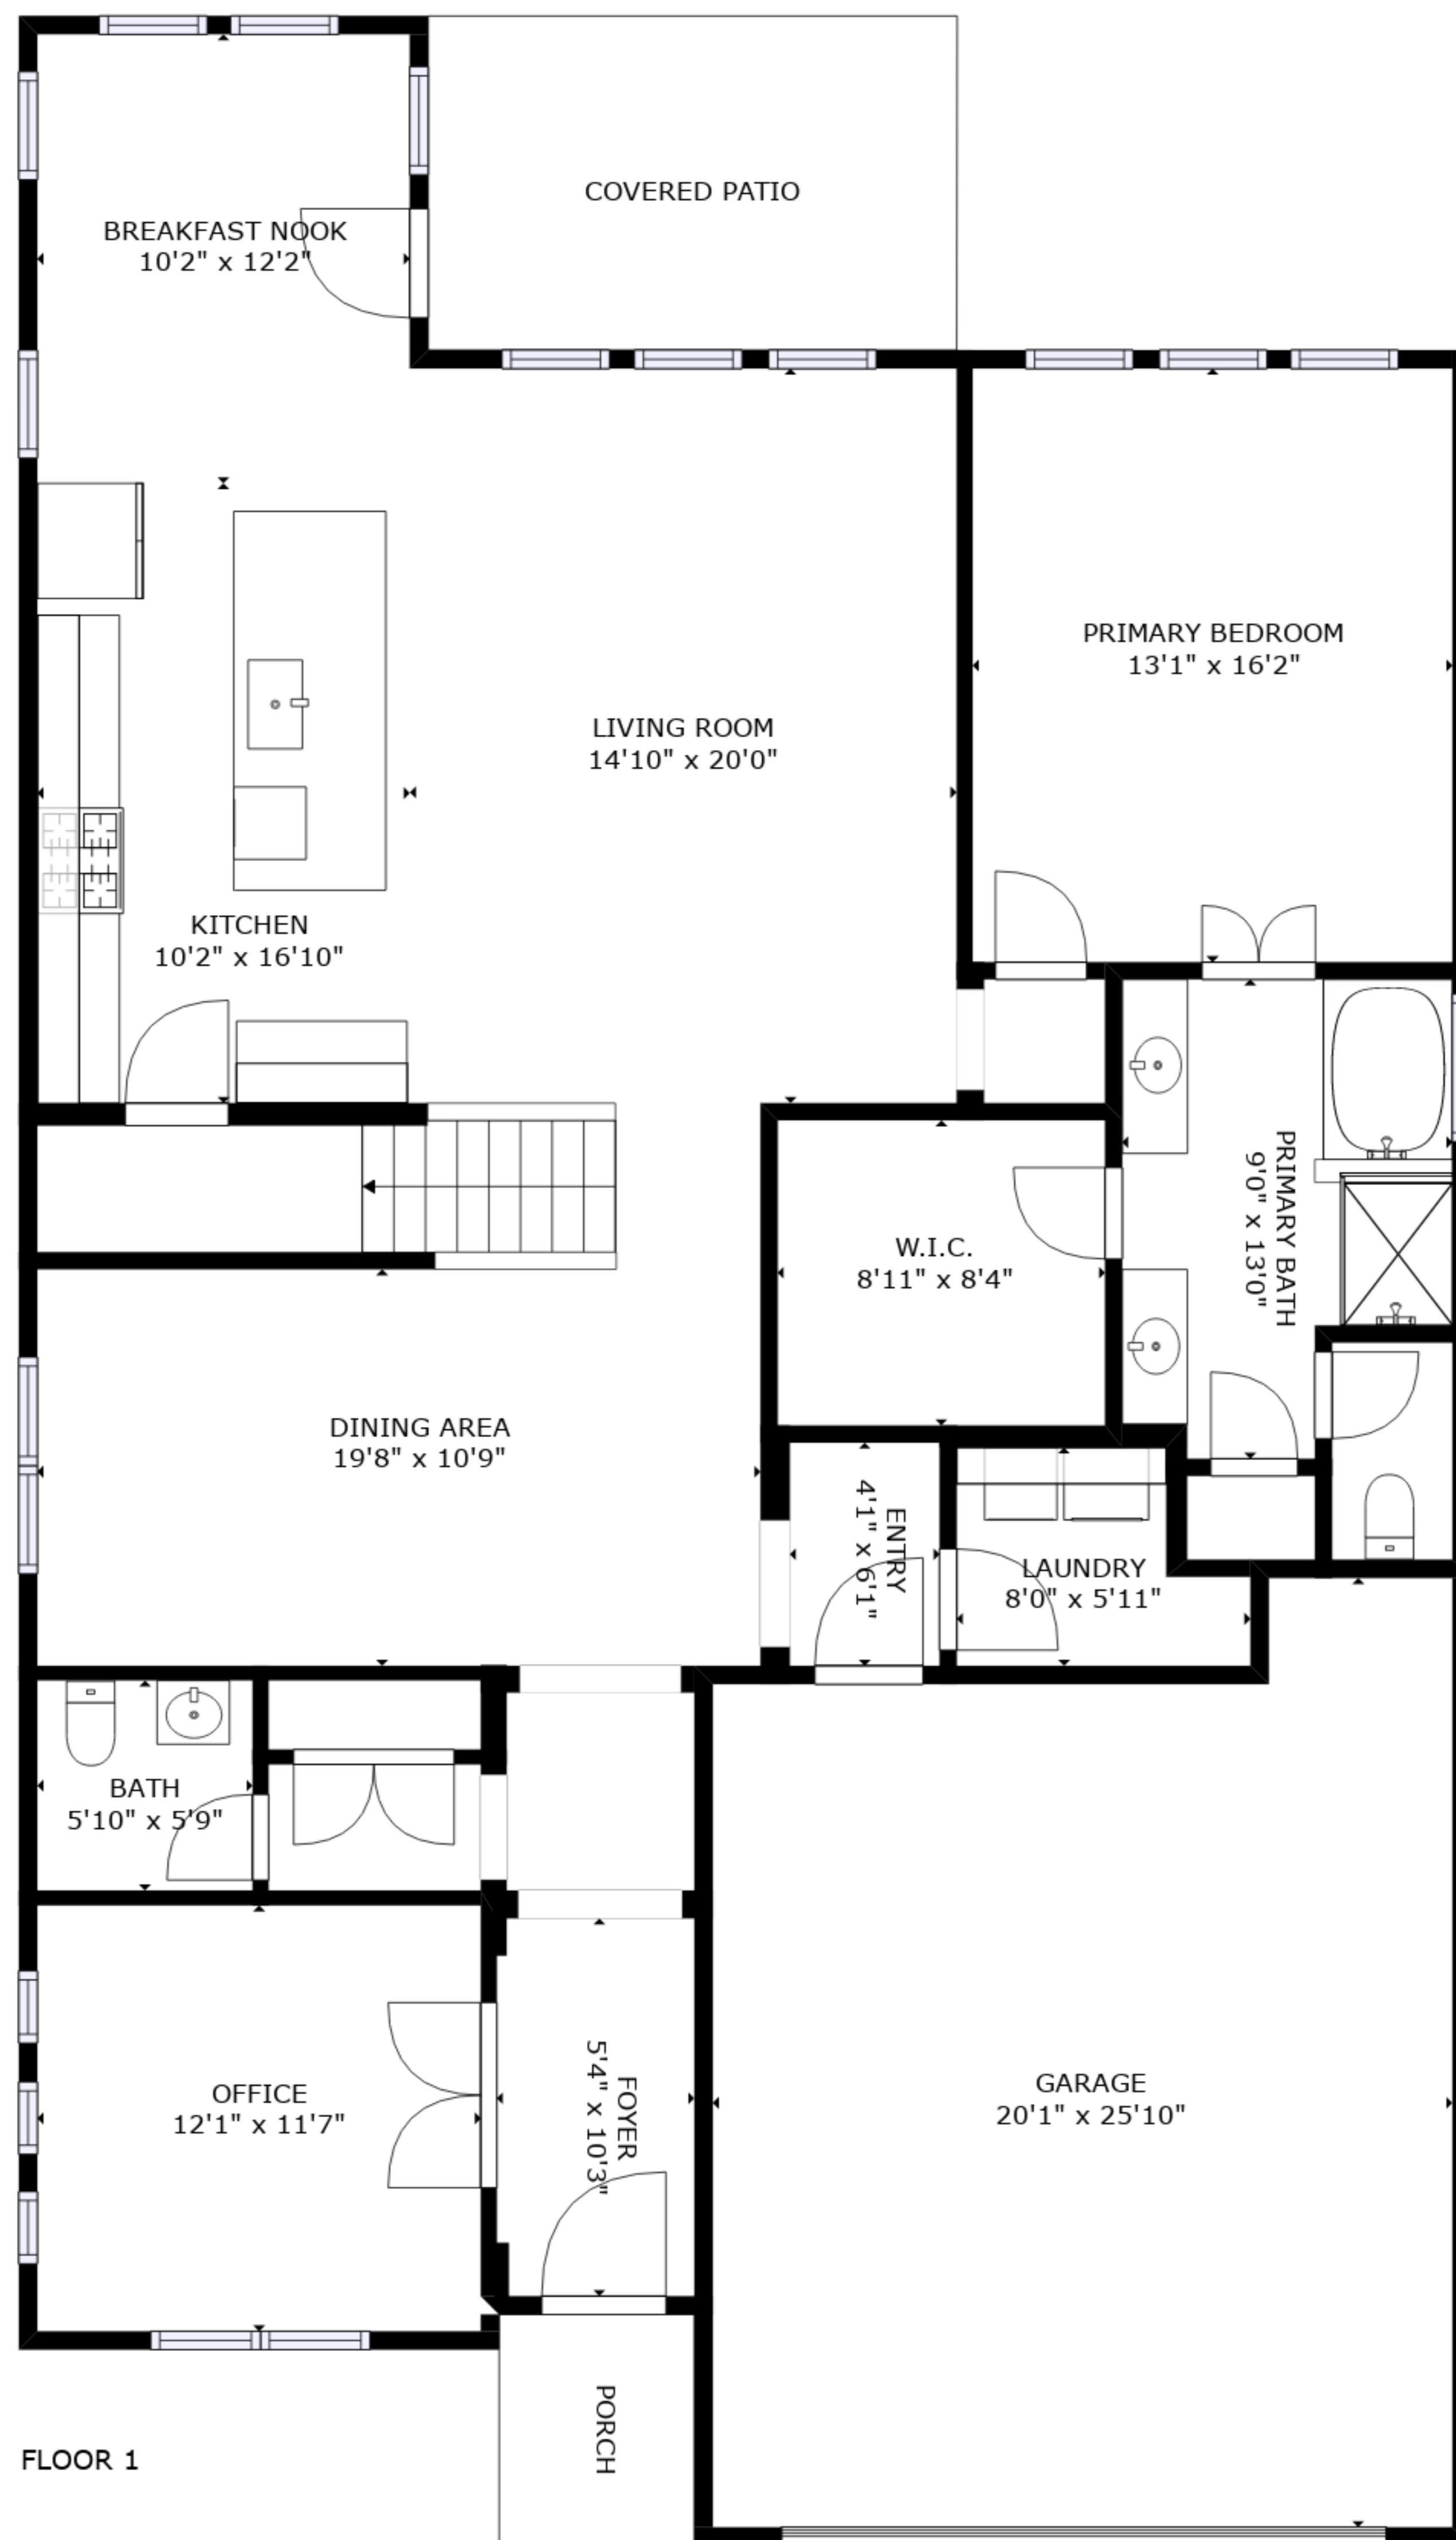 COVERED PATIO
BREAKFAST NOOK
10'2" x 12'2"
PRIMARY BEDROOM
13'1" x 16'2"
LIVING ROOM
14'10" x 20'0"
KITCHEN
10'2" x 16'10"
PRIMARY BATH
9'0" x 13'0"
W.I.C.
8'11" x 8'4"
DINING AREA
19'8" x 10'9"
ENTRY
4'1" x 6'1"
LAUNDRY
8'0" x 5'11"
BATH
5'10" x 5'9"
OFFICE
12'1" x 11'7"
FOYER
5'4" x 10'3"
GARAGE
20'1" x 25'10"
PORCH
FLOOR 1